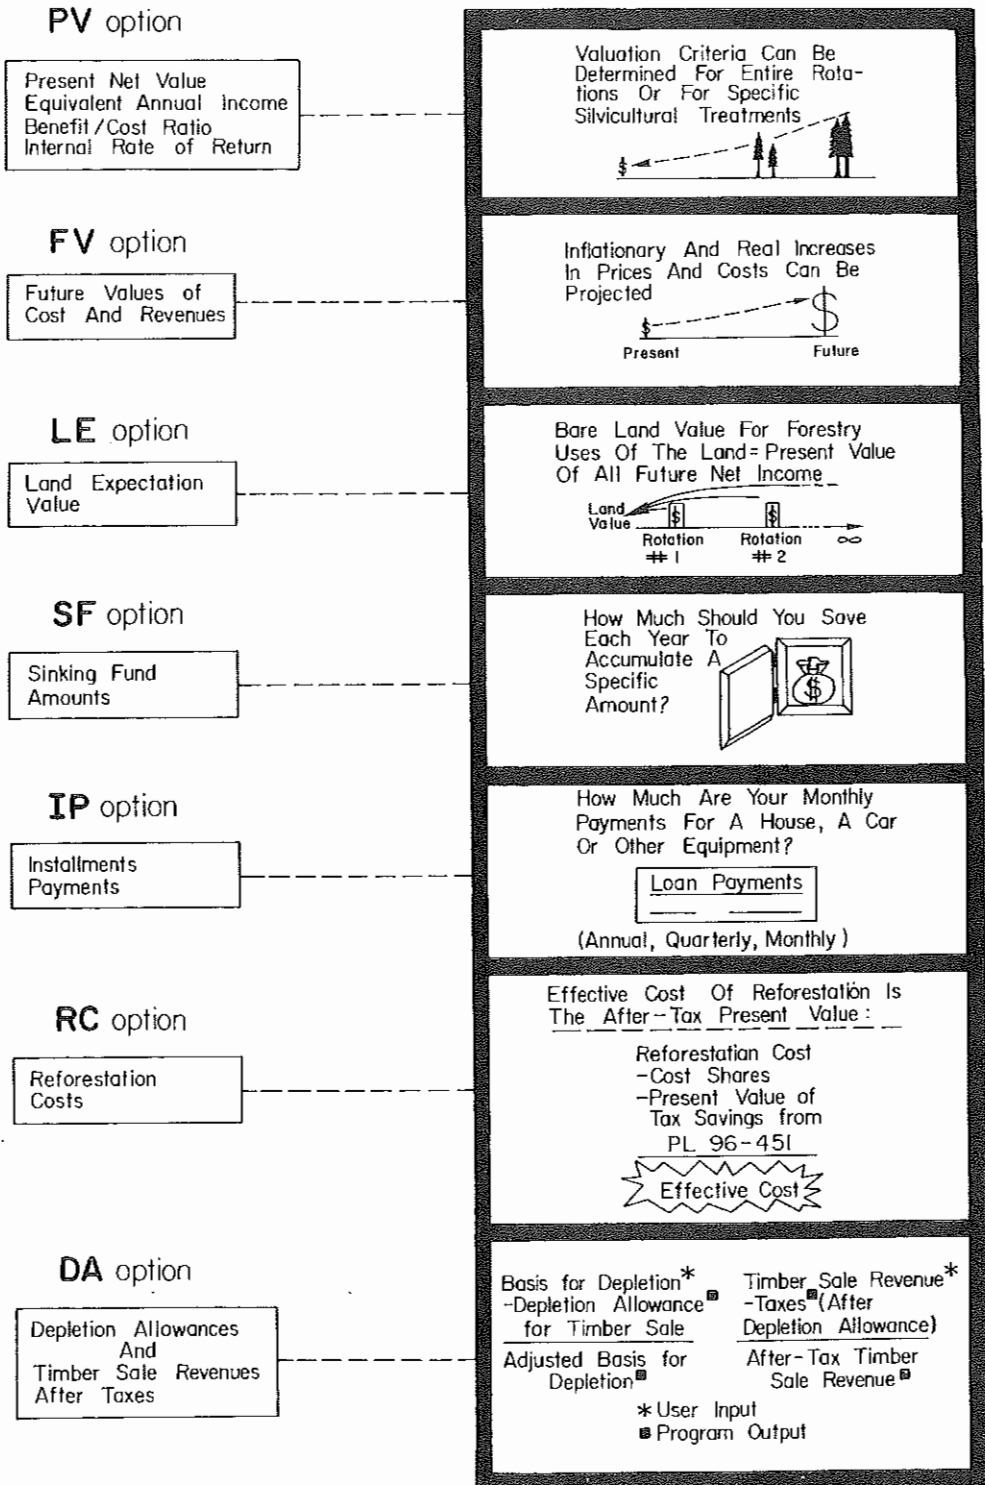 PV option
Present Net Value
Equivalent Annual Income
Benefit/Cost Ratio
Internal Rate of Return
Valuation Criteria Can Be
Determined For Entire Rota-
tions Or For Specific
Silvicultural Treatments
$
FV option
Future Values of
Cost And Revenues
Inflationary And Real Increases
In Prices And Costs Can Be
Projected
$ $
Present Future
LE option
Land Expectation
Value
Bare Land Value For Forestry
Uses Of The Land = Present Value
Of All Future Net Income
Land
Value $ $
Rotation Rotation ∞
# 1 # 2
SF option
Sinking Fund
Amounts
How Much Should You Save
Each Year To
Accumulate A
Specific
Amount?
$
IP option
Installments
Payments
How Much Are Your Monthly
Payments For A House, A Car
Or Other Equipment?
Loan Payments
(Annual, Quarterly, Monthly)
RC option
Reforestation
Costs
Effective Cost Of Reforestation Is
The After-Tax Present Value:
Reforestation Cost
-Cost Shares
-Present Value of
Tax Savings from
PL 96-451
Effective Cost
DA option
Depletion Allowances
And
Timber Sale Revenues
After Taxes
Basis for Depletion*
-Depletion Allowance■
for Timber Sale
Adjusted Basis for
Depletion■
Timber Sale Revenue*
-Taxes■ (After
Depletion Allowance)
After-Tax Timber
Sale Revenue■
* User Input
■ Program Output